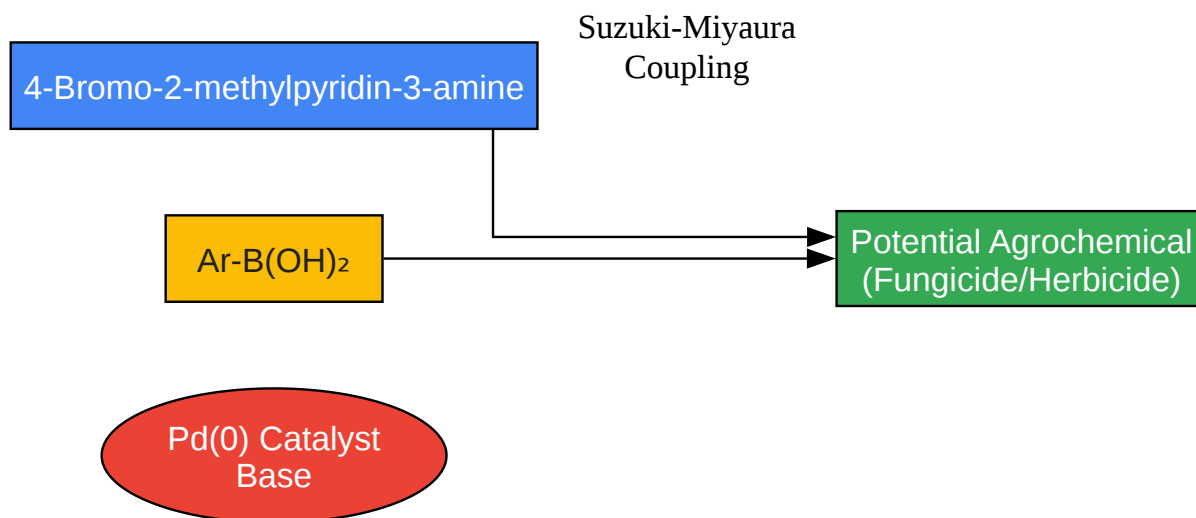 Suzuki-Miyaura
Coupling
4-Bromo-2-methylpyridin-3-amine
Ar-B(OH)₂
Potential Agrochemical
(Fungicide/Herbicide)
Pd(0) Catalyst
Base